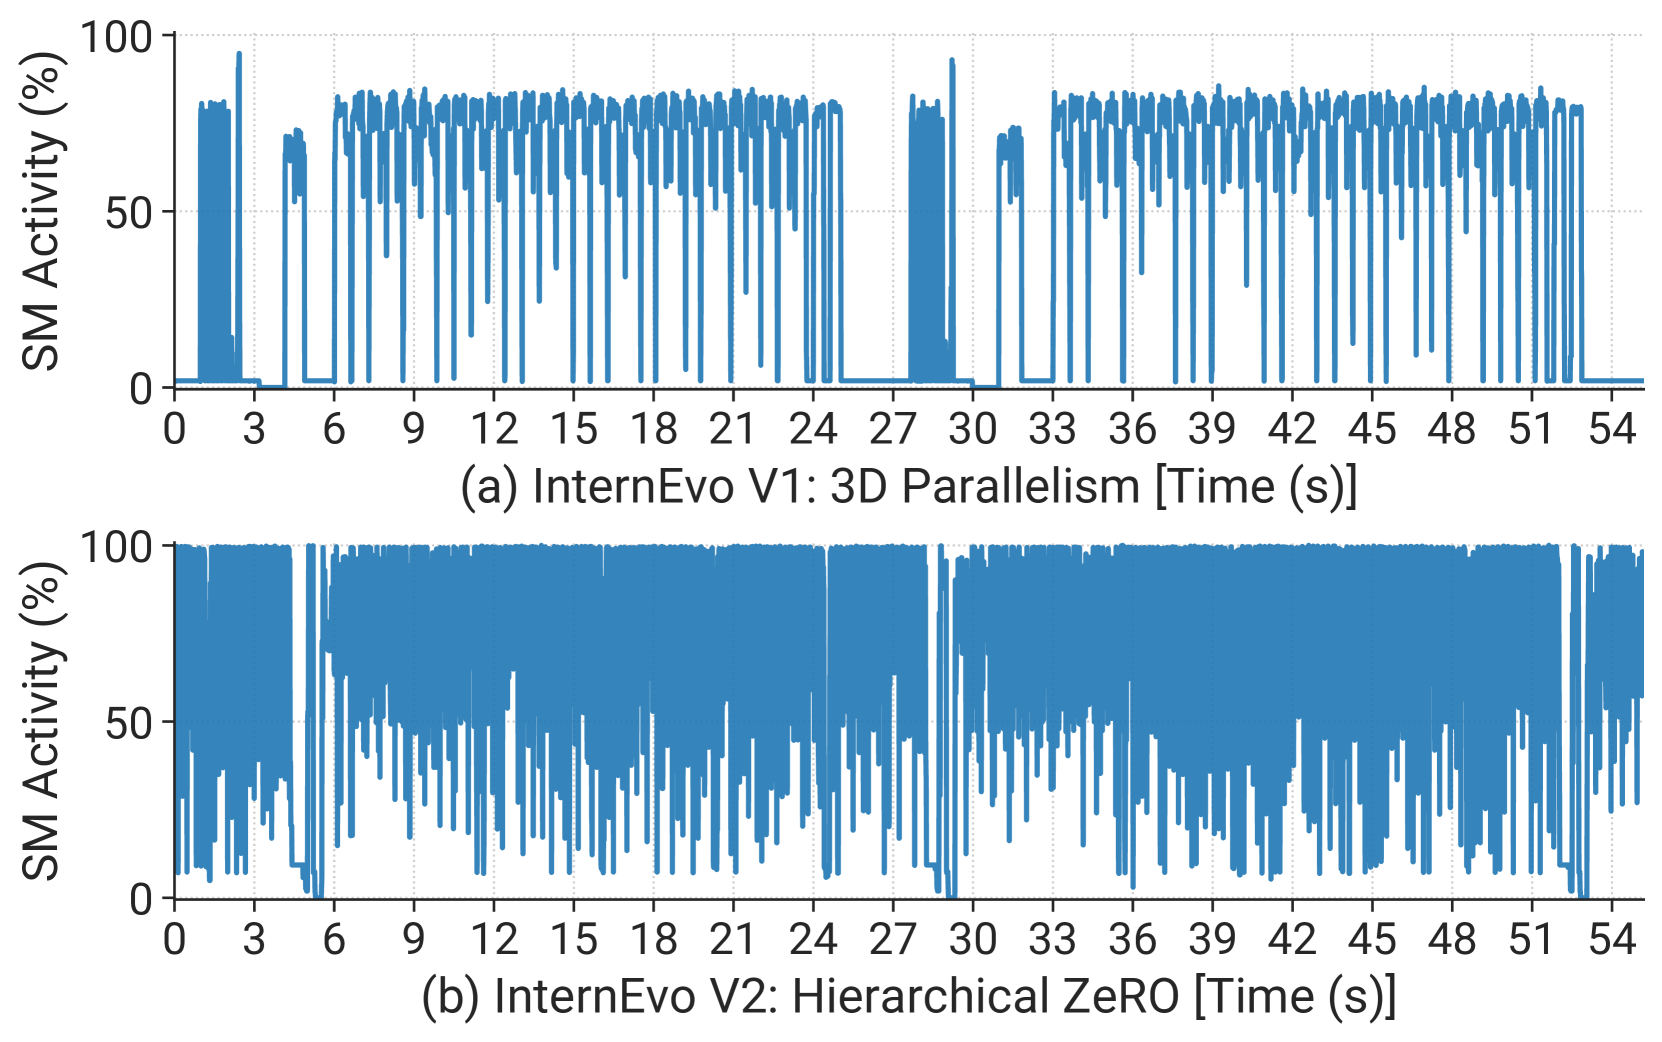 100
50
0
SM Activity (%)
0 3 6 9 12 15 18 21 24 27 30 33 36 39 42 45 48 51 54
(a) InternEvo V1: 3D Parallelism [Time (s)]
100
50
0
SM Activity (%)
0 3 6 9 12 15 18 21 24 27 30 33 36 39 42 45 48 51 54
(b) InternEvo V2: Hierarchical ZeRO [Time (s)]